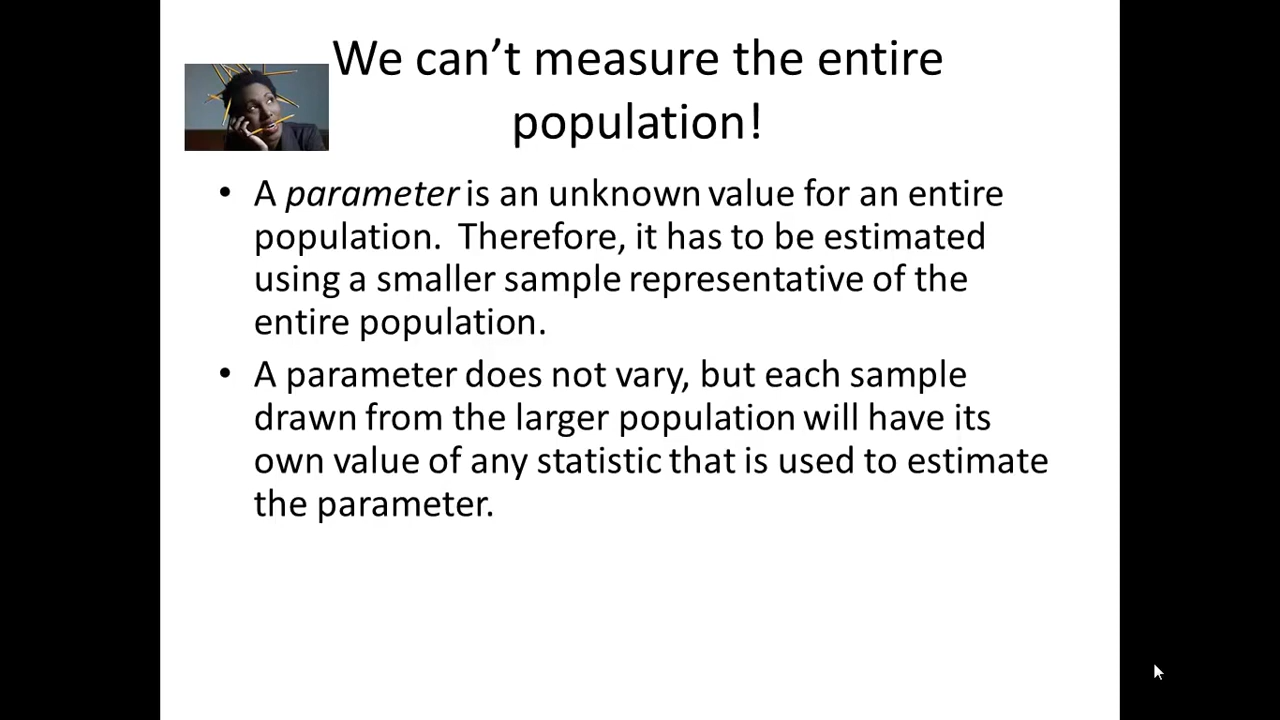 We can’t measure the entire
population!
• A parameter is an unknown value for an entire
population.  Therefore, it has to be estimated
using a smaller sample representative of the
entire population.
• A parameter does not vary, but each sample
drawn from the larger population will have its
own value of any statistic that is used to estimate
the parameter.